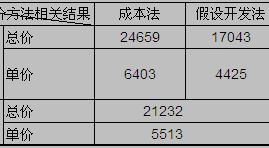 价方法相关结果 成本法 假设开发法
总价 24659 17043
单价 6403 4425
总价 21232
单价 5513